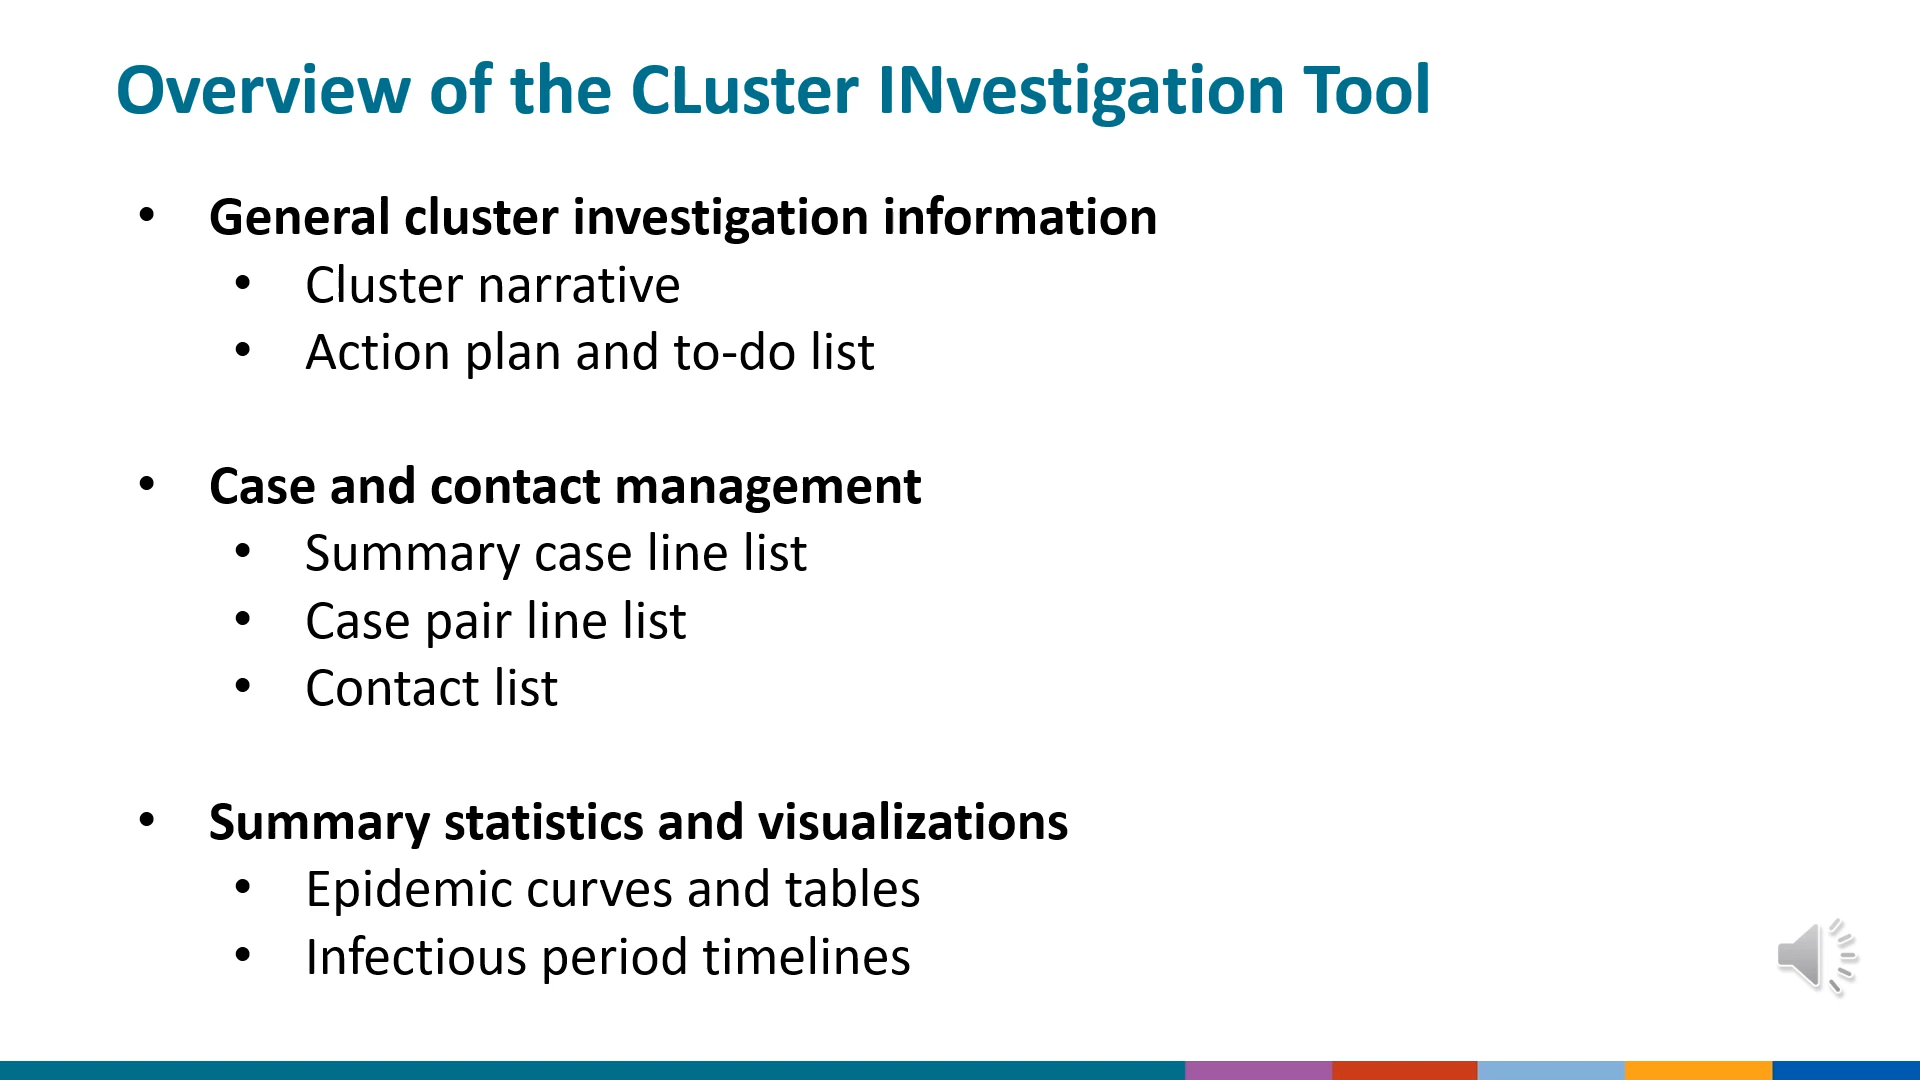 Overview of the CLuster INvestigation Tool
• General cluster investigation information
• Cluster narrative
• Action plan and to-do list
• Case and contact management
• Summary case line list
• Case pair line list
• Contact list
• Summary statistics and visualizations
• Epidemic curves and tables
• Infectious period timelines